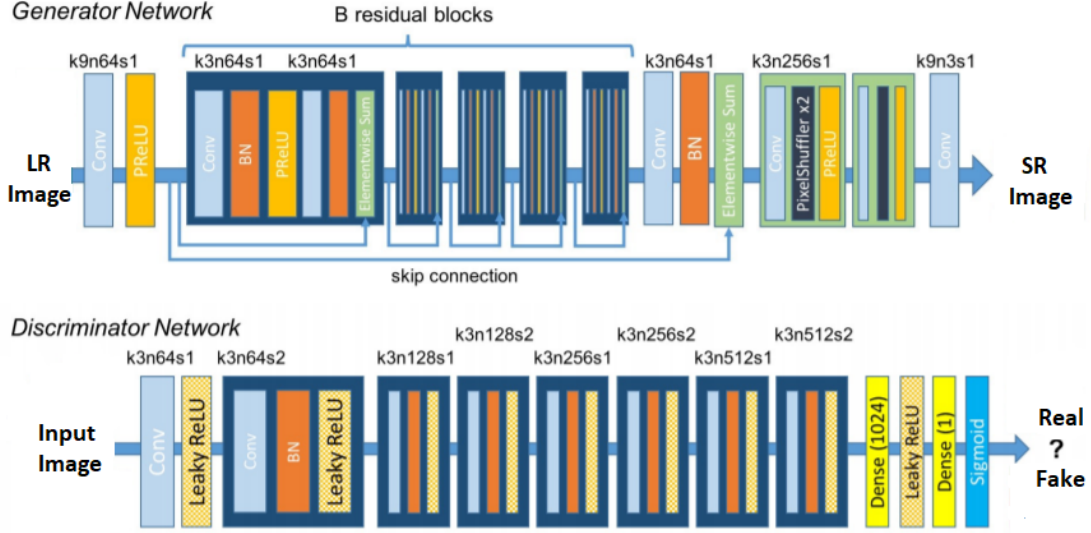 Generator Network
B residual blocks
k9n64s1
k3n64s1 k3n64s1
k3n64s1
k3n256s1
k9n3s1
LR
Image
Conv
PReLU
Conv
BN
PReLU
Elementwise Sum
Conv
BN
Elementwise Sum
Conv
PixelShuffler x2
PReLU
Conv
SR
Image
skip connection
Discriminator Network
k3n64s1 k3n64s2
k3n128s1
k3n128s2
k3n256s1
k3n256s2
k3n512s1
k3n512s2
Input
Image
Conv
Leaky ReLU
Conv
BN
Leaky ReLU
Dense (1024)
Leaky ReLU
Dense (1)
Sigmoid
Real
?
Fake